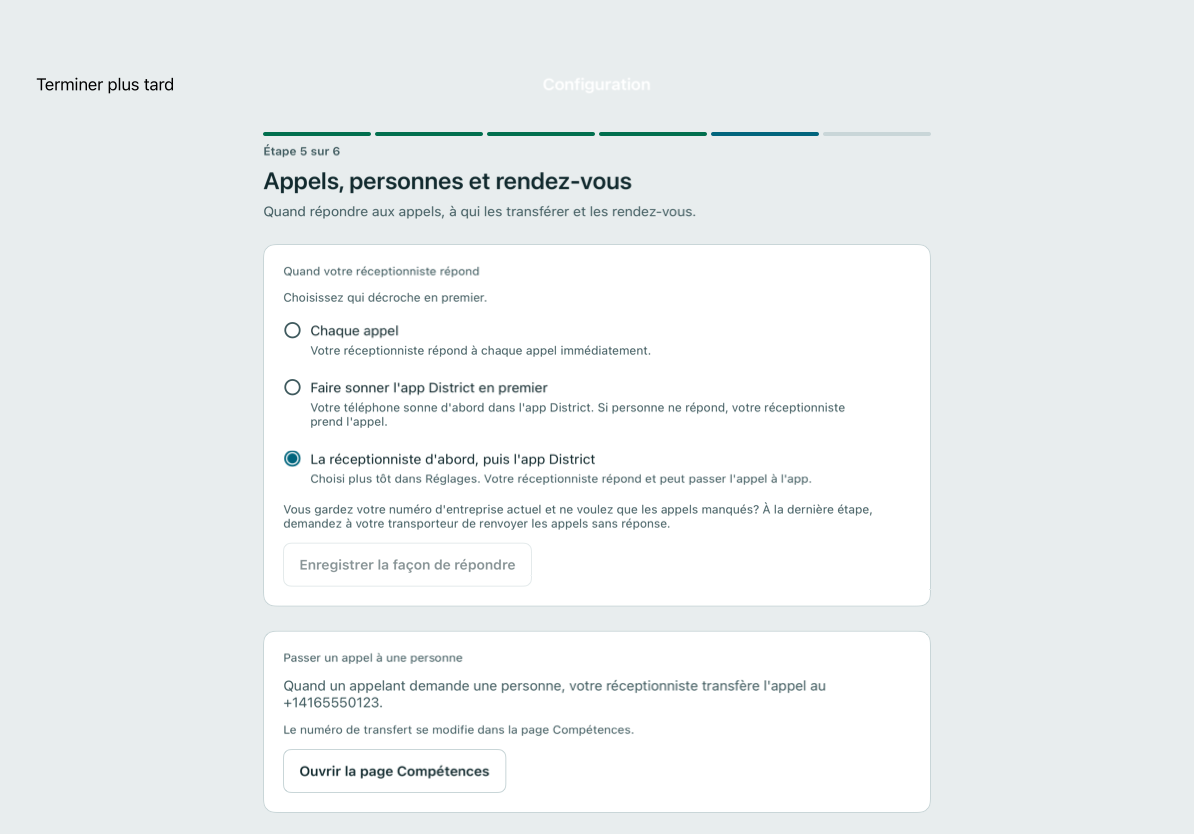 Terminer plus tard
Configuration
Étape 5 sur 6
Appels, personnes et rendez-vous
Quand répondre aux appels, à qui les transférer et les rendez-vous.
Quand votre réceptionniste répond
Choisissez qui décroche en premier.
Chaque appel
Votre réceptionniste répond à chaque appel immédiatement.
Faire sonner l'app District en premier
Votre téléphone sonne d'abord dans l'app District. Si personne ne répond, votre réceptionniste
prend l'appel.
La réceptionniste d'abord, puis l'app District
Choisi plus tôt dans Réglages. Votre réceptionniste répond et peut passer l'appel à l'app.
Vous gardez votre numéro d'entreprise actuel et ne voulez que les appels manqués? À la dernière étape,
demandez à votre transporteur de renvoyer les appels sans réponse.
Enregistrer la façon de répondre
Passer un appel à une personne
Quand un appelant demande une personne, votre réceptionniste transfère l'appel au
+14165550123.
Le numéro de transfert se modifie dans la page Compétences.
Ouvrir la page Compétences